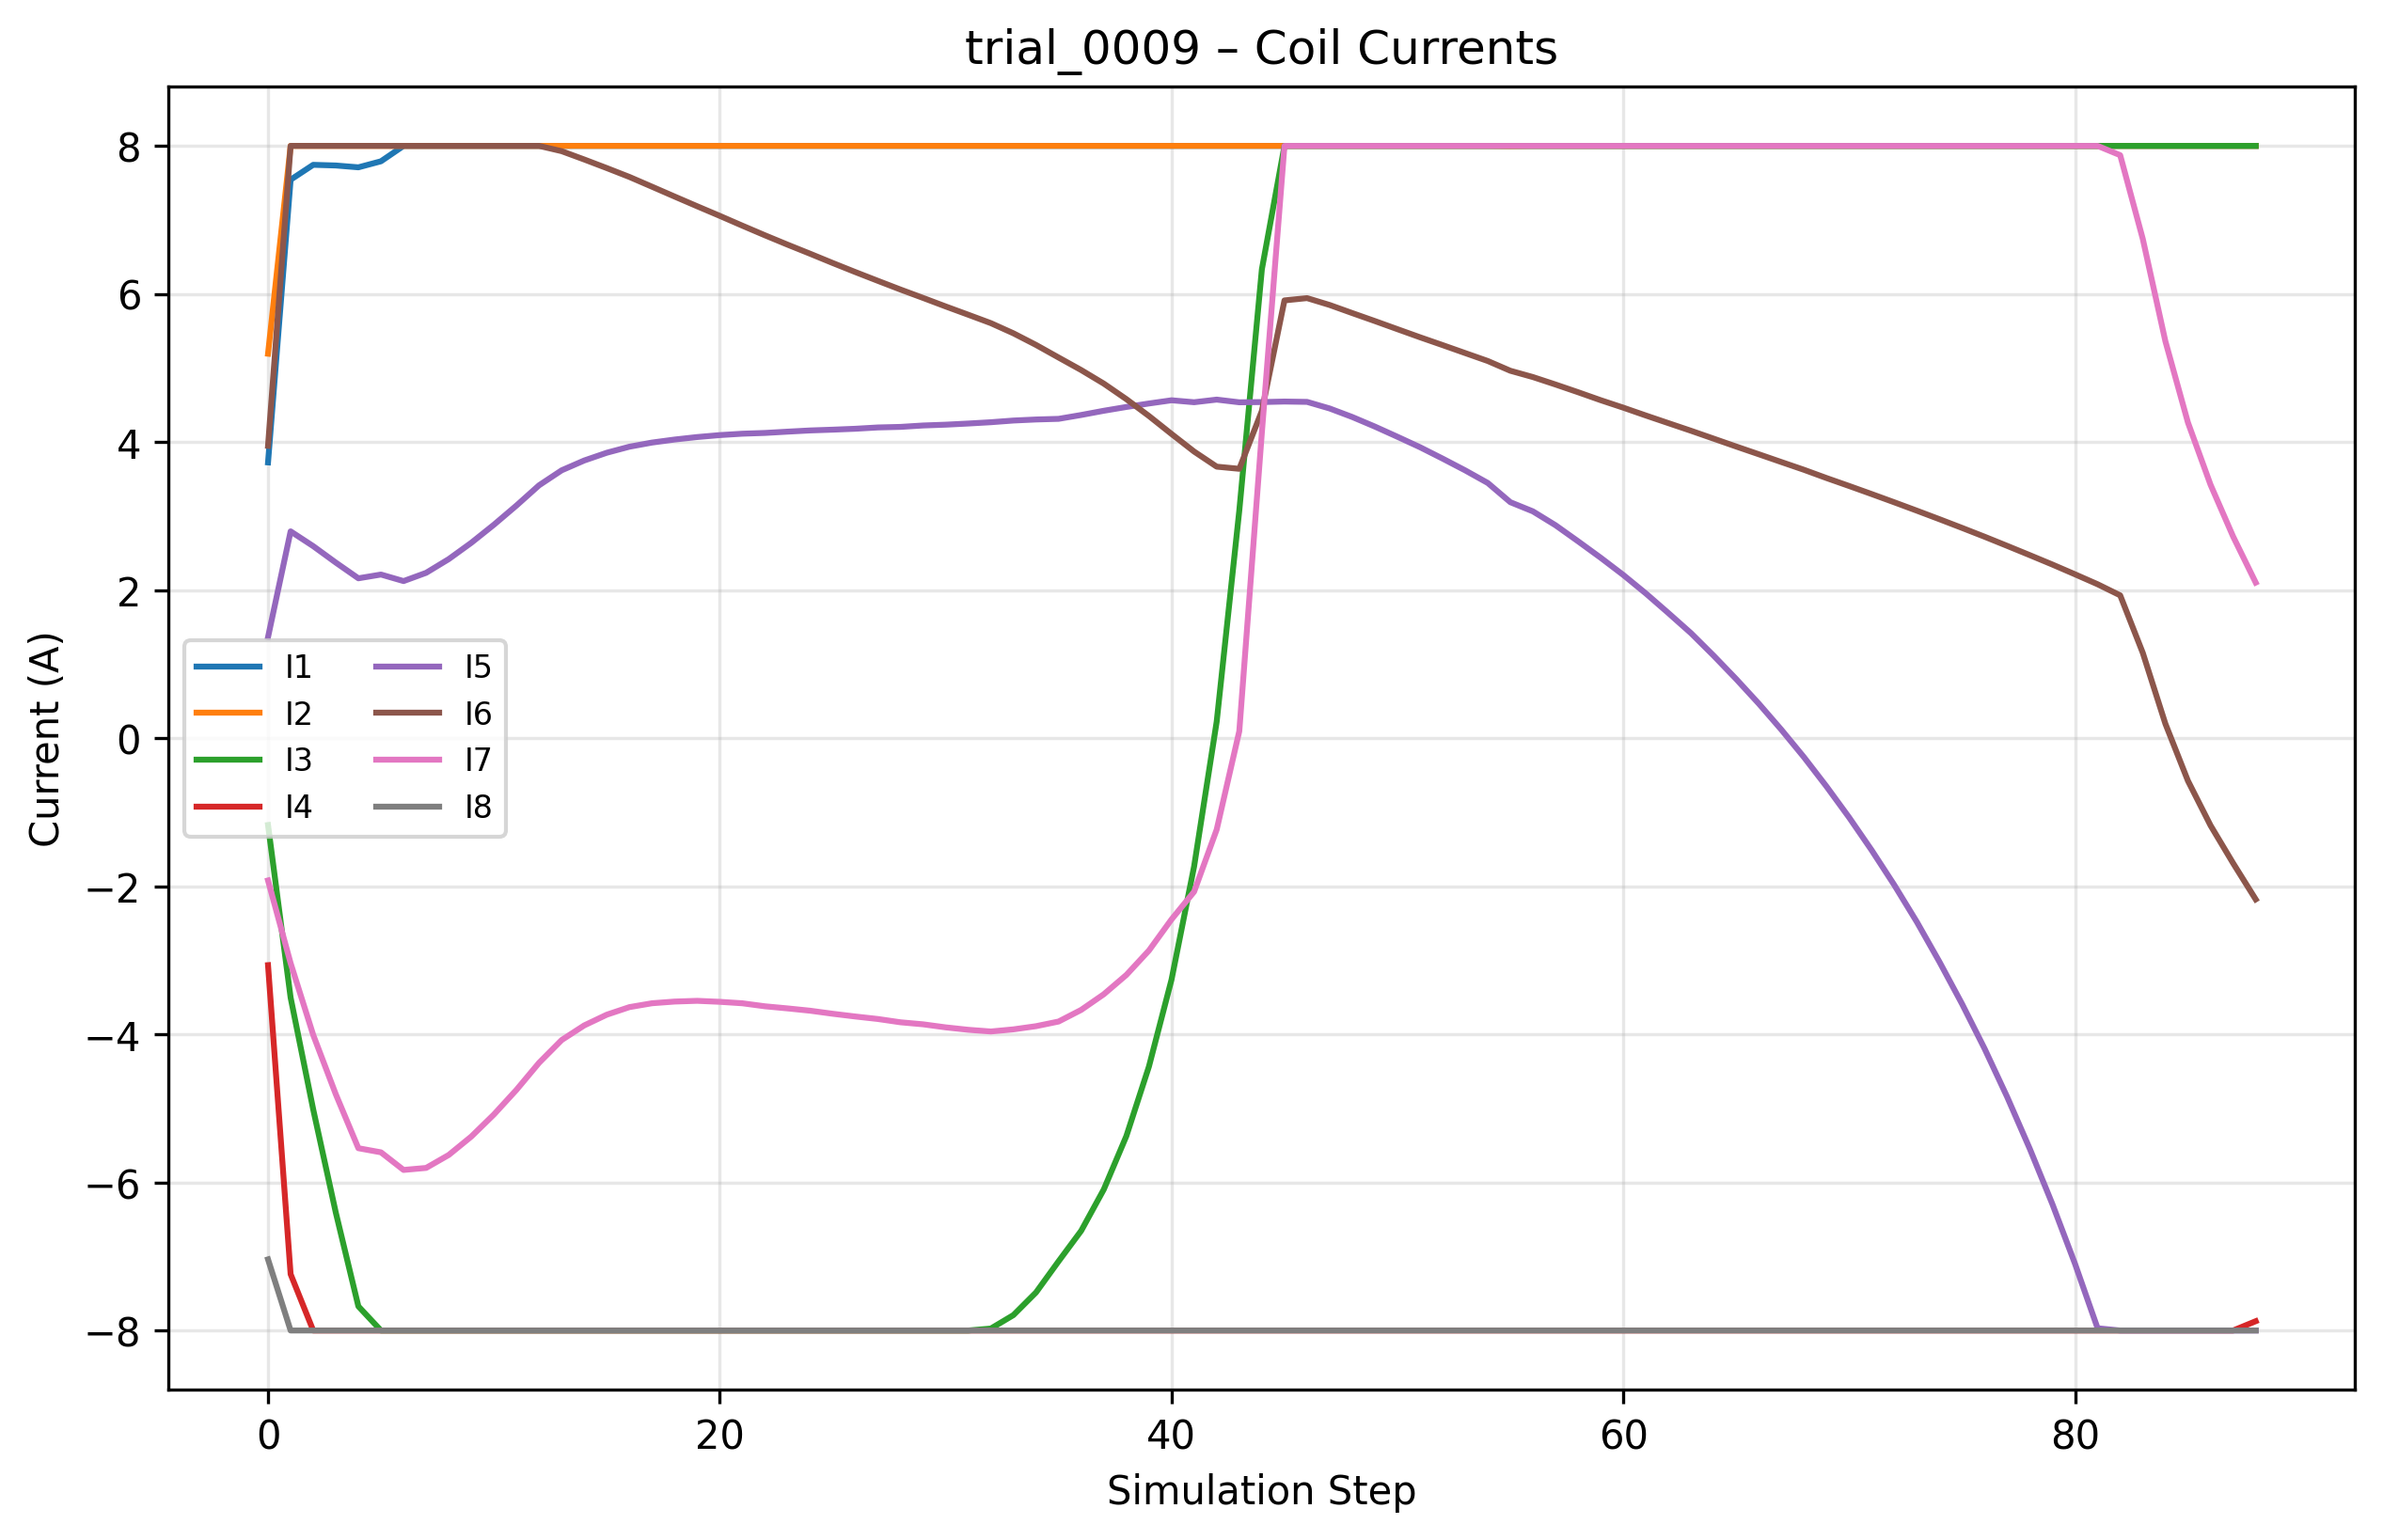 trial_0009 – Coil Currents
Current (A)
8
6
4
2
0
−2
−4
−6
−8
I1
I2
I3
I4
I5
I6
I7
I8
0 20 40 60 80
Simulation Step